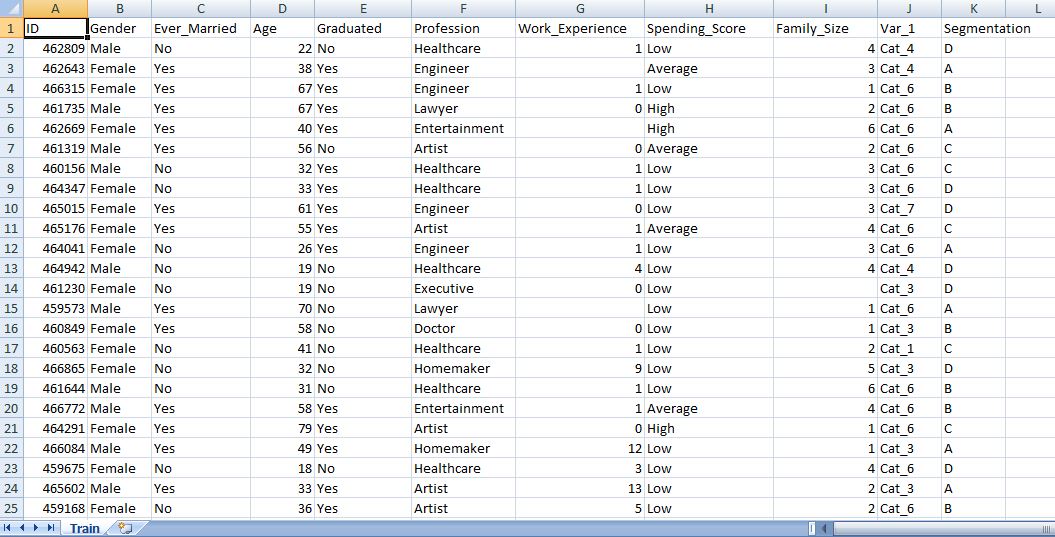 A B C D E F G H I J K L
1 ID Gender Ever_Married Age Graduated Profession Work_Experience Spending_Score Family_Size Var_1 Segmentation
2 462809 Male No 22 No Healthcare 1 Low 4 Cat_4 D
3 462643 Female Yes 38 Yes Engineer Average 3 Cat_4 A
4 466315 Female Yes 67 Yes Engineer 1 Low 1 Cat_6 B
5 461735 Male Yes 67 Yes Lawyer 0 High 2 Cat_6 B
6 462669 Female Yes 40 Yes Entertainment High 6 Cat_6 A
7 461319 Male Yes 56 No Artist 0 Average 2 Cat_6 C
8 460156 Male No 32 Yes Healthcare 1 Low 3 Cat_6 C
9 464347 Female No 33 Yes Healthcare 1 Low 3 Cat_6 D
10 465015 Female Yes 61 Yes Engineer 0 Low 3 Cat_7 D
11 465176 Female Yes 55 Yes Artist 1 Average 4 Cat_6 C
12 464041 Female No 26 Yes Engineer 1 Low 3 Cat_6 A
13 464942 Male No 19 No Healthcare 4 Low 4 Cat_4 D
14 461230 Female No 19 No Executive 0 Low Cat_3 D
15 459573 Male Yes 70 No Lawyer Low 1 Cat_6 A
16 460849 Female Yes 58 No Doctor 0 Low 1 Cat_3 B
17 460563 Female No 41 No Healthcare 1 Low 2 Cat_1 C
18 466865 Female No 32 No Homemaker 9 Low 5 Cat_3 D
19 461644 Male No 31 No Healthcare 1 Low 6 Cat_6 B
20 466772 Male Yes 58 Yes Entertainment 1 Average 4 Cat_6 B
21 464291 Female Yes 79 Yes Artist 0 High 1 Cat_6 C
22 466084 Male Yes 49 Yes Homemaker 12 Low 1 Cat_3 A
23 459675 Female No 18 No Healthcare 3 Low 4 Cat_6 D
24 465602 Male Yes 33 Yes Artist 13 Low 2 Cat_3 A
25 459168 Female No 36 Yes Artist 5 Low 2 Cat_6 B
Train